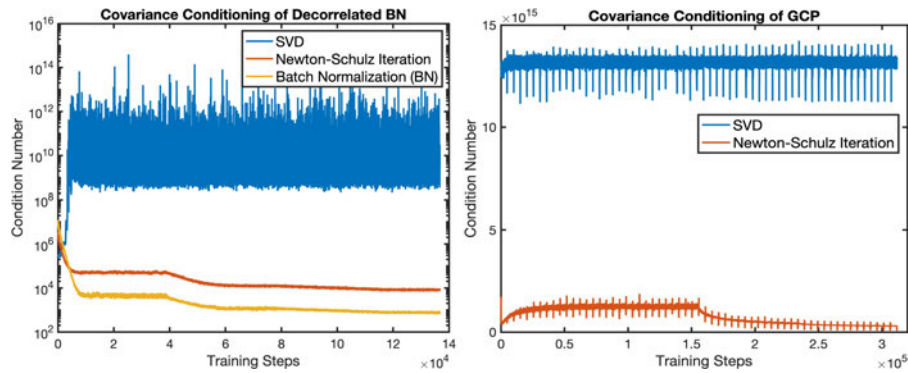 Covariance Conditioning of Decorrelated BN
10^16
10^14
10^12
10^10
10^8
10^6
10^4
10^2
Condition Number
SVD
Newton-Schulz Iteration
Batch Normalization (BN)
0 2 4 6 8 10 12 14
Training Steps
×10^4
Covariance Conditioning of GCP
×10^15
15
10
5
0
Condition Number
SVD
Newton-Schulz Iteration
0 0.5 1 1.5 2 2.5 3
Training Steps
×10^5